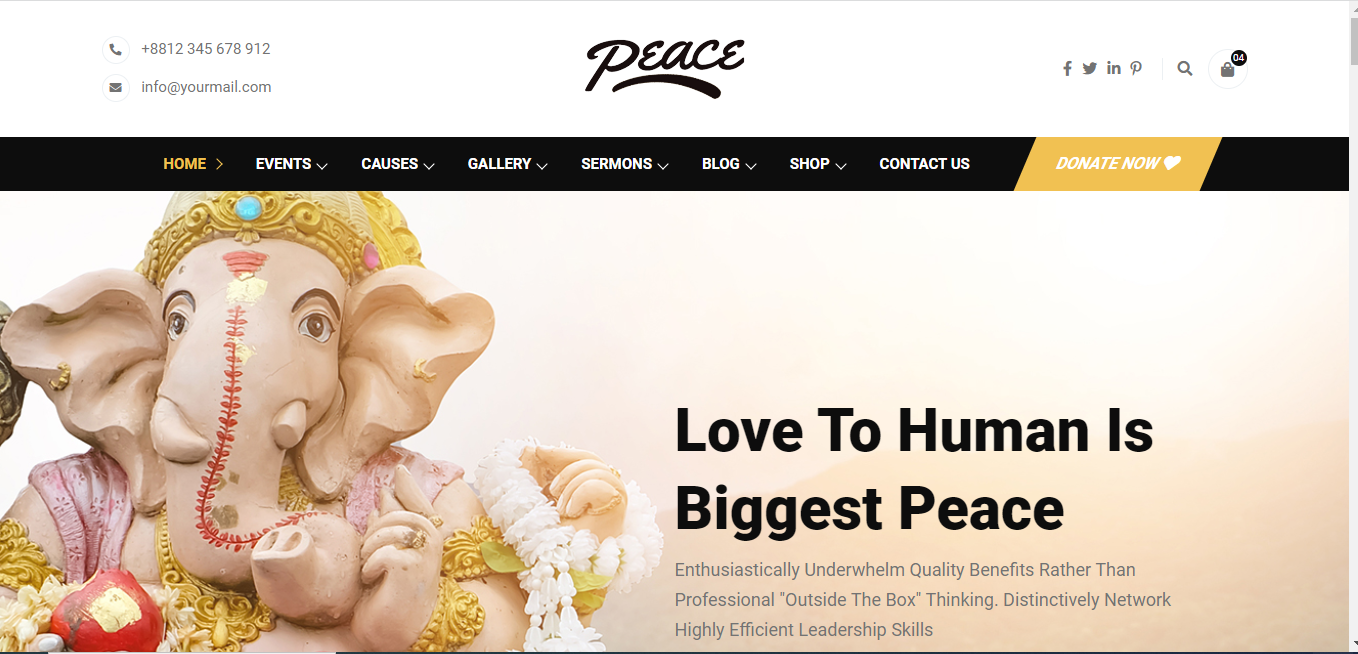 +8812 345 678 912
info@yourmail.com
PEACE
04
HOME EVENTS CAUSES GALLERY SERMONS BLOG SHOP CONTACT US DONATE NOW
Love To Human Is
Biggest Peace
Enthusiastically Underwhelm Quality Benefits Rather Than
Professional "Outside The Box" Thinking. Distinctively Network
Highly Efficient Leadership Skills